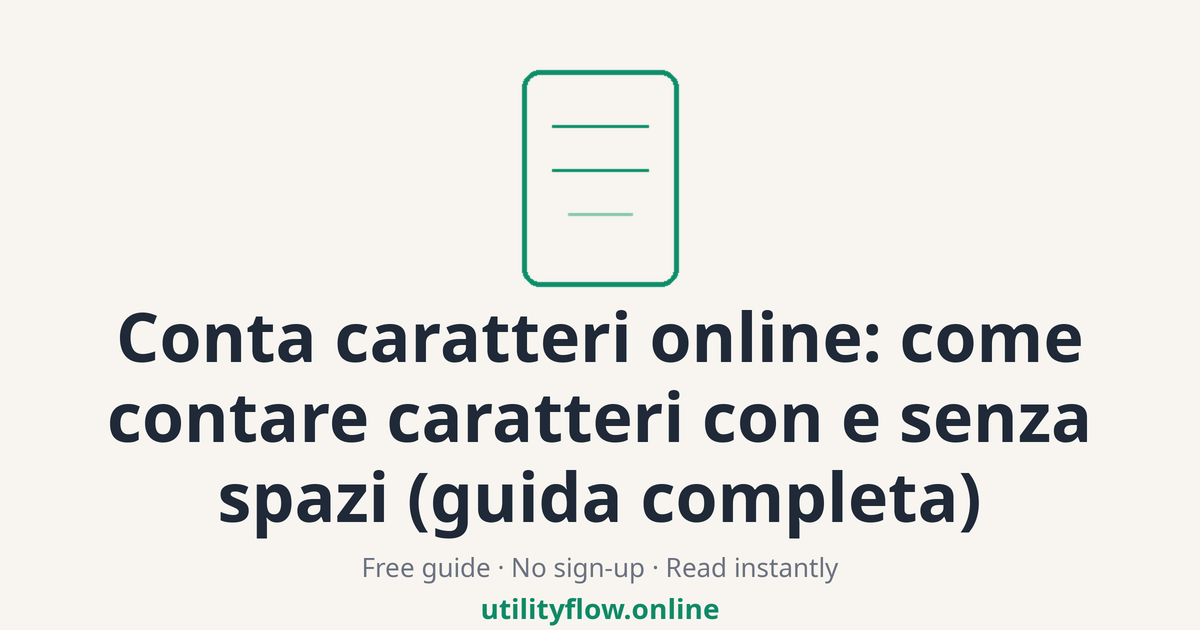 Conta caratteri online: come
contare caratteri con e senza
spazi (guida completa)
Free guide · No sign-up · Read instantly
utilityflow.online